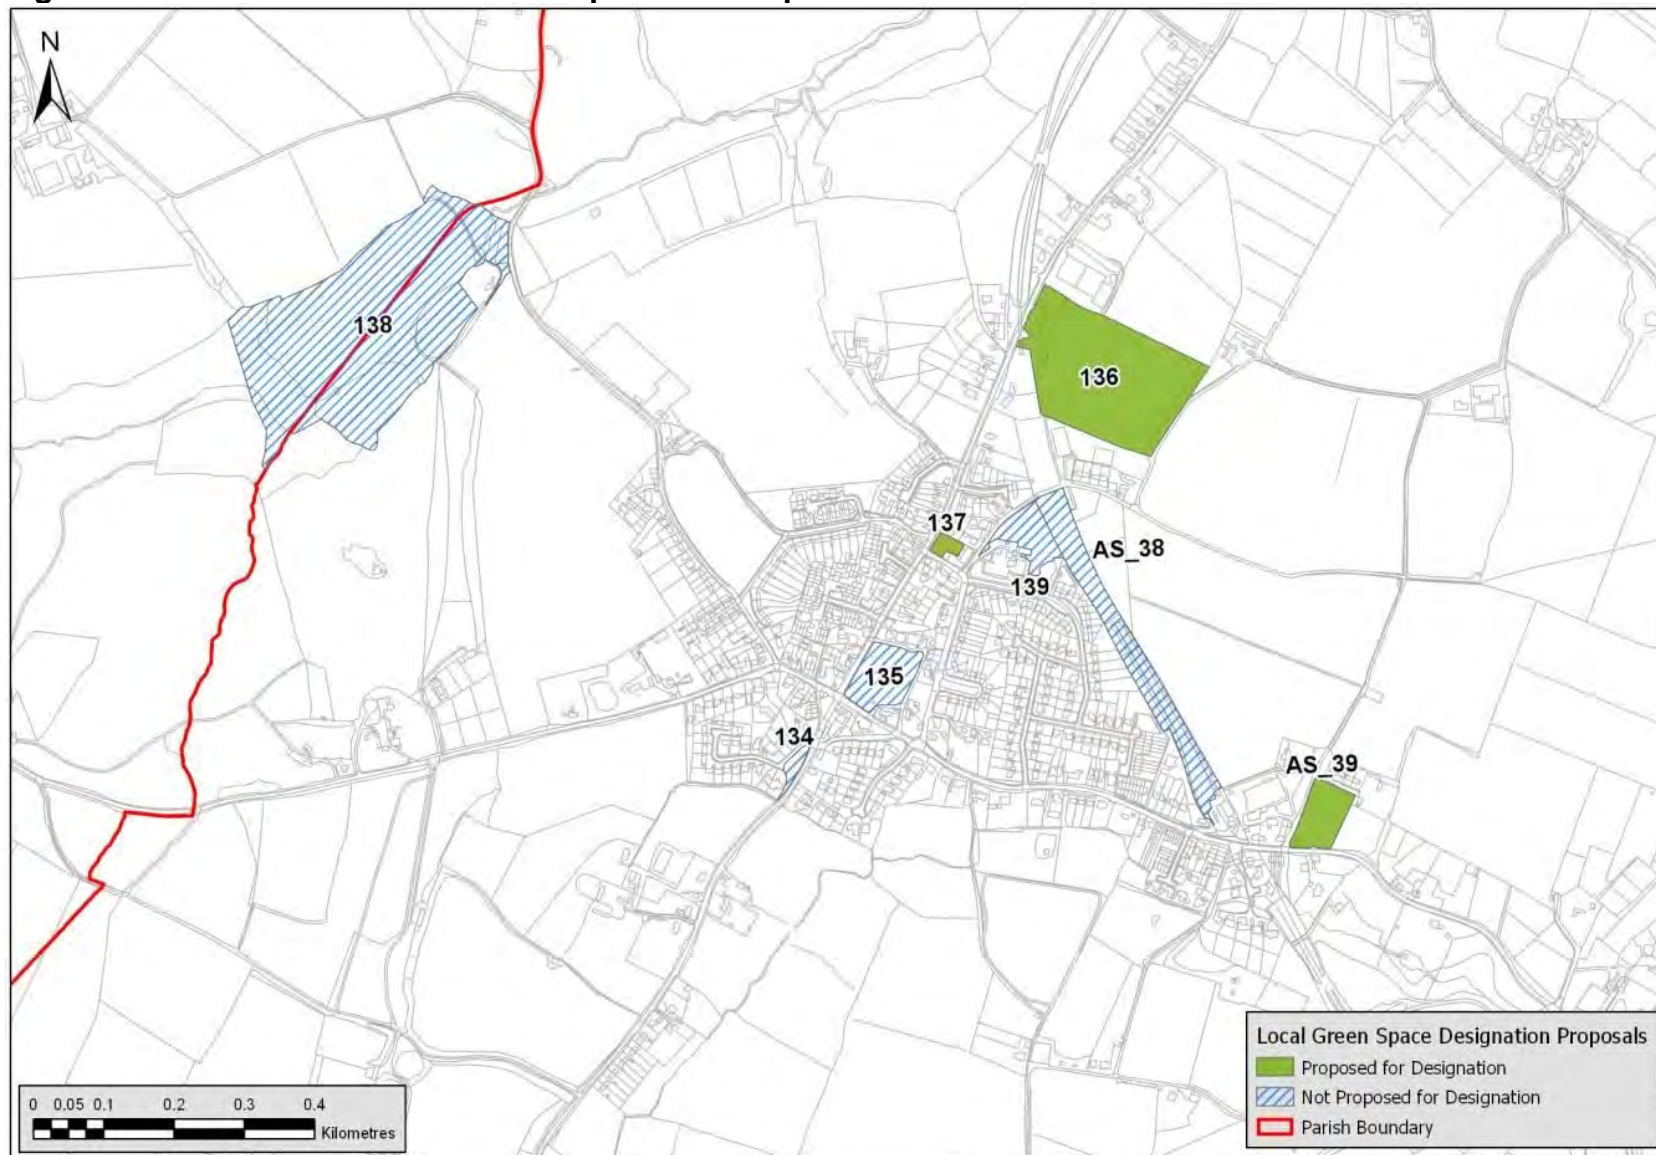 N
138
136
137
AS_38
139
135
134
AS_39
Local Green Space Designation Proposals
Proposed for Designation
Not Proposed for Designation
Parish Boundary
0 0.05 0.1 0.2 0.3 0.4
Kilometres